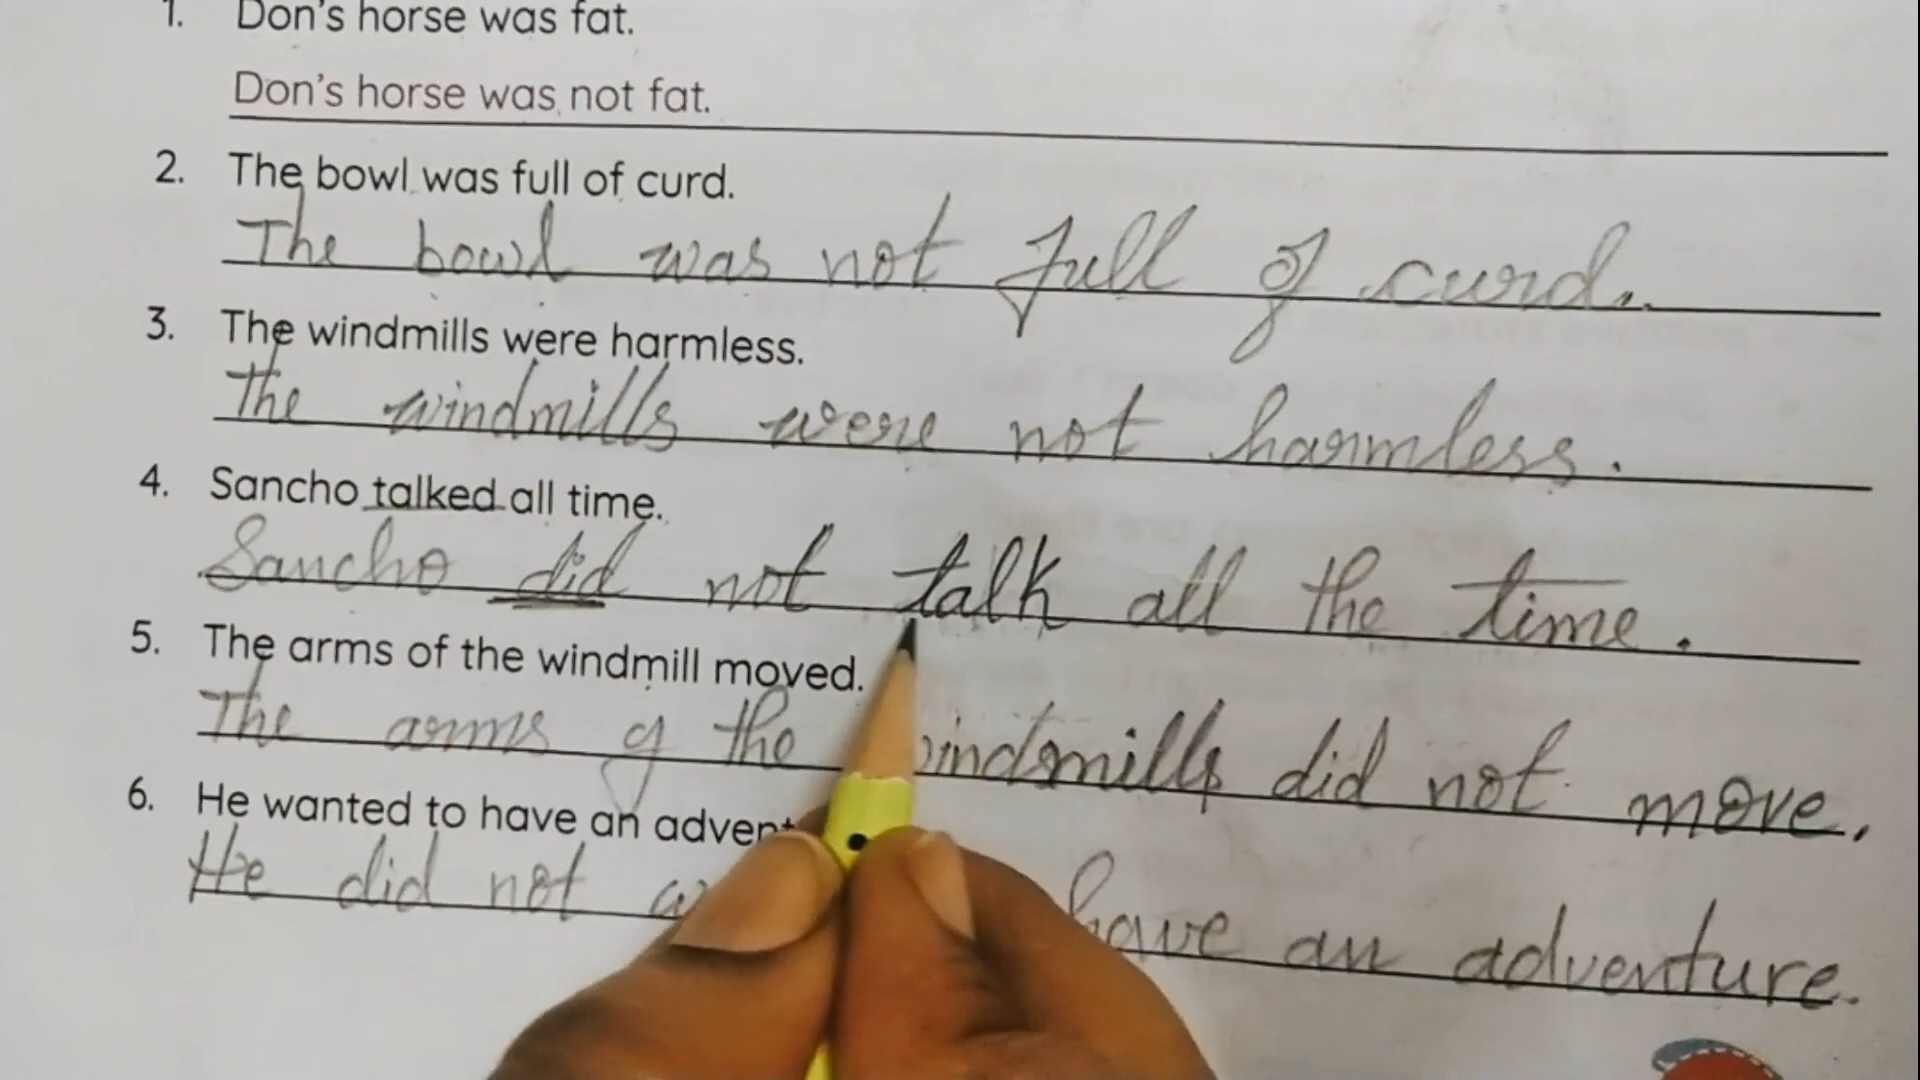 1. Don's horse was fat.
Don's horse was not fat.
2. The bowl was full of curd.
The bowl was not full of curd.
3. The windmills were harmless.
The windmills were not harmless.
4. Sancho talked all time.
Sancho did not talk all the time.
5. The arms of the windmill moved.
The arms of the windmills did not move.
6. He wanted to have an
He did not have an adventure.